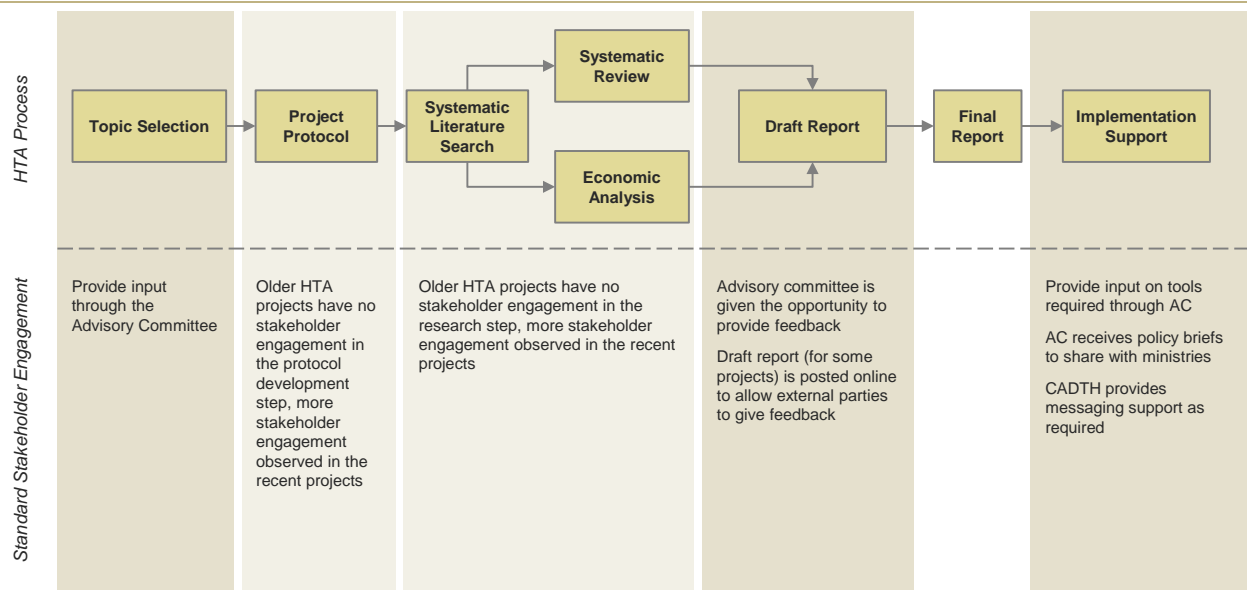 HTA Process
Topic Selection
Project
Protocol
Systematic
Literature
Search
Systematic
Review
Economic
Analysis
Draft Report
Final
Report
Implementation
Support
Standard Stakeholder Engagement
Provide input
through the
Advisory Committee
Older HTA
projects have no
stakeholder
engagement in
the protocol
development
step, more
stakeholder
engagement
observed in the
recent projects
Older HTA projects have no
stakeholder engagement in the
research step, more stakeholder
engagement observed in the recent
projects
Advisory committee is
given the opportunity to
provide feedback
Draft report (for some
projects) is posted online
to allow external parties
to give feedback
Provide input on tools
required through AC
AC receives policy briefs
to share with ministries
CADTH provides
messaging support as
required